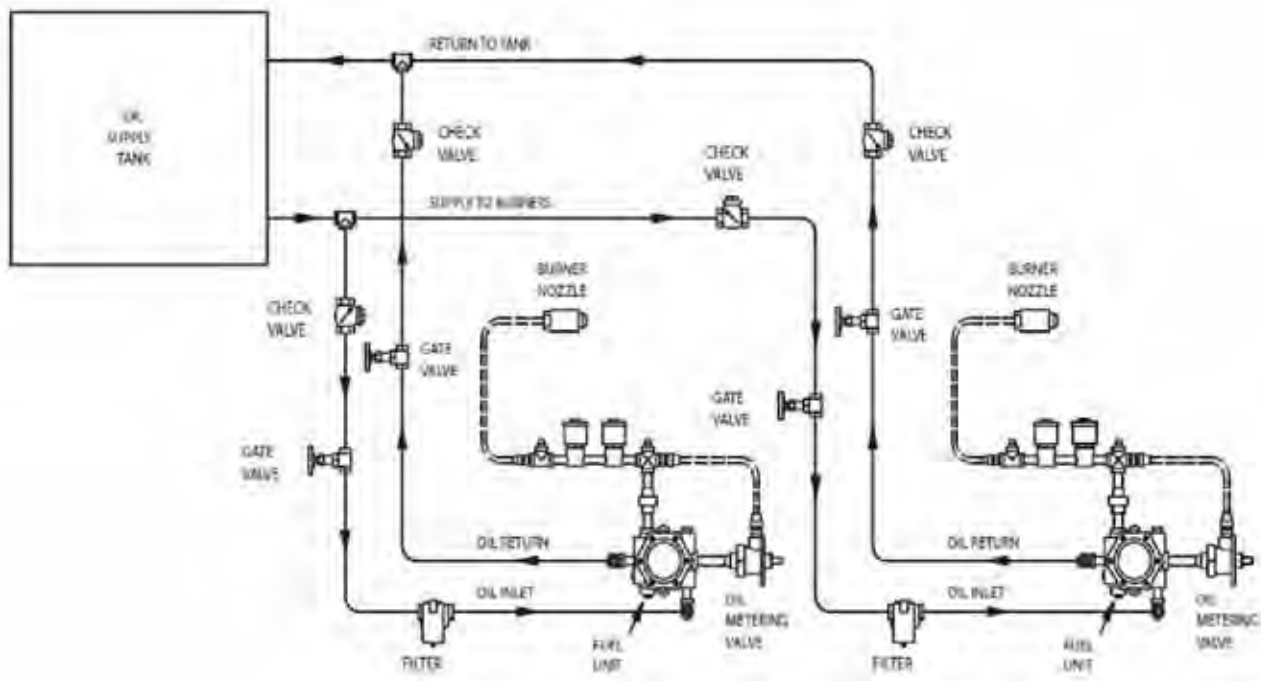 OIL
SUPPLY
TANK
RETURN TO TANK
CHECK
VALVE
CHECK
VALVE
CHECK
VALVE
SUPPLY TO BURNERS
BURNER
NOZZLE
BURNER
NOZZLE
CHECK
VALVE
GATE
VALVE
GATE
VALVE
GATE
VALVE
GATE
VALVE
OIL RETURN
OIL RETURN
OIL INLET
OIL INLET
OIL
METERING
VALVE
OIL
METERING
VALVE
FILTER
FUEL
UNIT
FILTER
FUEL
UNIT